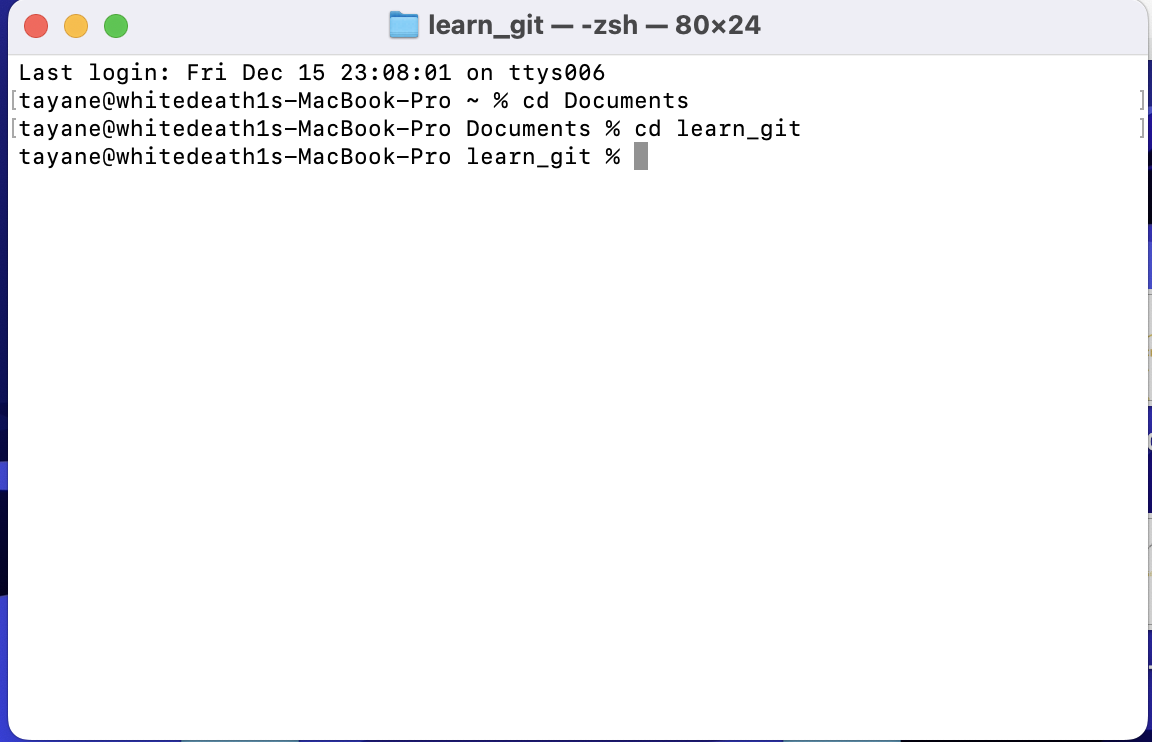 learn_git — -zsh — 80×24
Last login: Fri Dec 15 23:08:01 on ttys006
[tayane@whitedeath1s-MacBook-Pro ~ % cd Documents ]
[tayane@whitedeath1s-MacBook-Pro Documents % cd learn_git ]
tayane@whitedeath1s-MacBook-Pro learn_git %